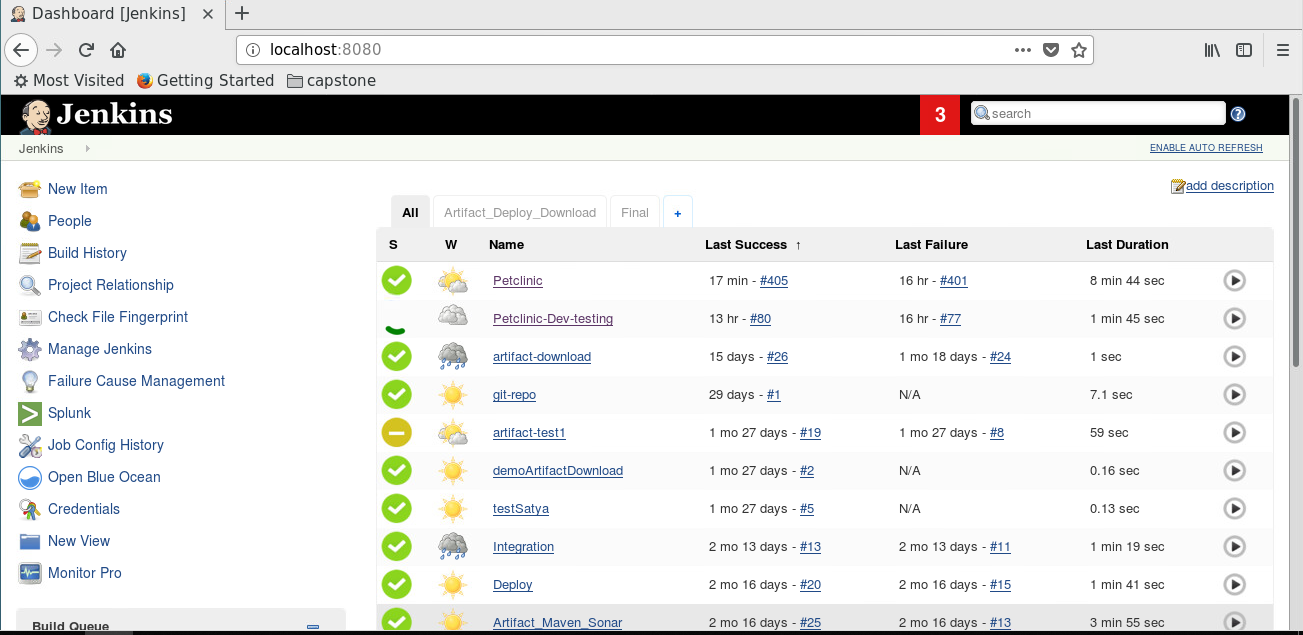 Dashboard [Jenkins]
localhost:8080
Most Visited Getting Started capstone
Jenkins 3 search
Jenkins ENABLE AUTO REFRESH
add description
New Item
People
Build History
Project Relationship
Check File Fingerprint
Manage Jenkins
Failure Cause Management
Splunk
Job Config History
Open Blue Ocean
Credentials
New View
Monitor Pro
Build Queue
All Artifact_Deploy_Download Final +
S W Name Last Success ↑ Last Failure Last Duration
Petclinic 17 min - #405 16 hr - #401 8 min 44 sec
Petclinic-Dev-testing 13 hr - #80 16 hr - #77 1 min 45 sec
artifact-download 15 days - #26 1 mo 18 days - #24 1 sec
git-repo 29 days - #1 N/A 7.1 sec
artifact-test1 1 mo 27 days - #19 1 mo 27 days - #8 59 sec
demoArtifactDownload 1 mo 27 days - #2 N/A 0.16 sec
testSatya 1 mo 27 days - #5 N/A 0.13 sec
Integration 2 mo 13 days - #13 2 mo 13 days - #11 1 min 19 sec
Deploy 2 mo 16 days - #20 2 mo 16 days - #15 1 min 41 sec
Artifact_Maven_Sonar 2 mo 16 days - #25 2 mo 16 days - #13 3 min 55 sec